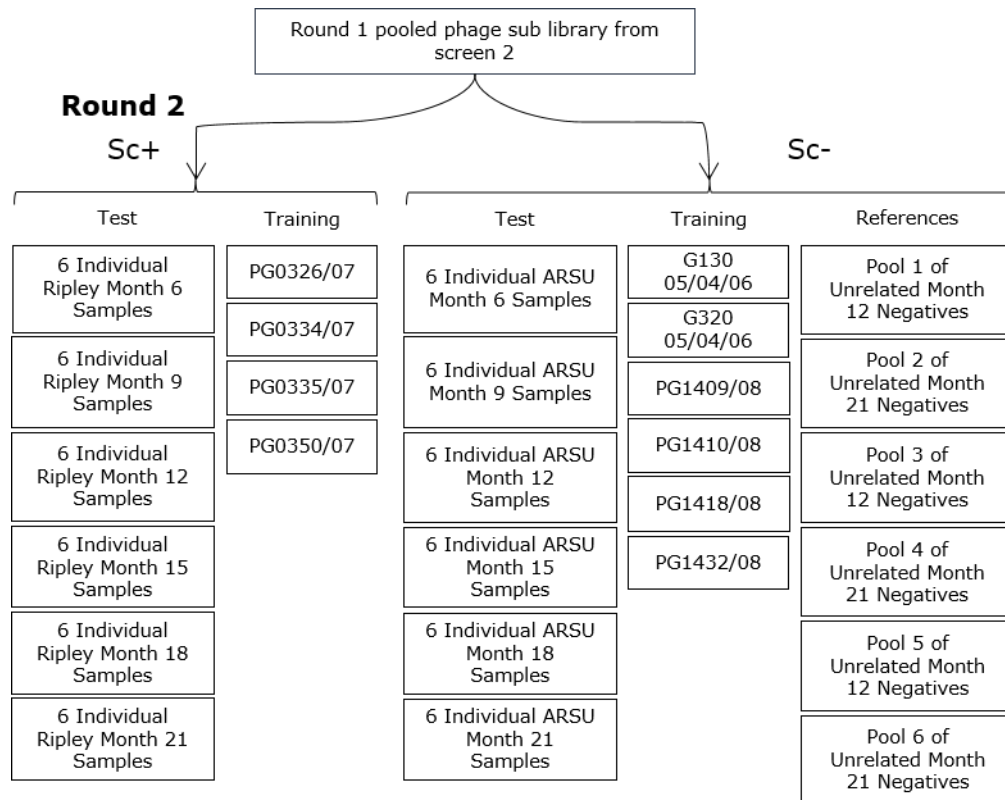 Round 1 pooled phage sub library from
screen 2
Round 2
Sc+
Sc-
Test
Training
Test
Training
References
6 Individual
Ripley Month 6
Samples
6 Individual
Ripley Month 9
Samples
6 Individual
Ripley Month 12
Samples
6 Individual
Ripley Month 15
Samples
6 Individual
Ripley Month 18
Samples
6 Individual
Ripley Month 21
Samples
PG0326/07
PG0334/07
PG0335/07
PG0350/07
6 Individual ARSU
Month 6 Samples
6 Individual ARSU
Month 9 Samples
6 Individual ARSU
Month 12
Samples
6 Individual ARSU
Month 15
Samples
6 Individual ARSU
Month 18
Samples
6 Individual ARSU
Month 21
Samples
G130
05/04/06
G320
05/04/06
PG1409/08
PG1410/08
PG1418/08
PG1432/08
Pool 1 of
Unrelated Month
12 Negatives
Pool 2 of
Unrelated Month
21 Negatives
Pool 3 of
Unrelated Month
12 Negatives
Pool 4 of
Unrelated Month
21 Negatives
Pool 5 of
Unrelated Month
12 Negatives
Pool 6 of
Unrelated Month
21 Negatives